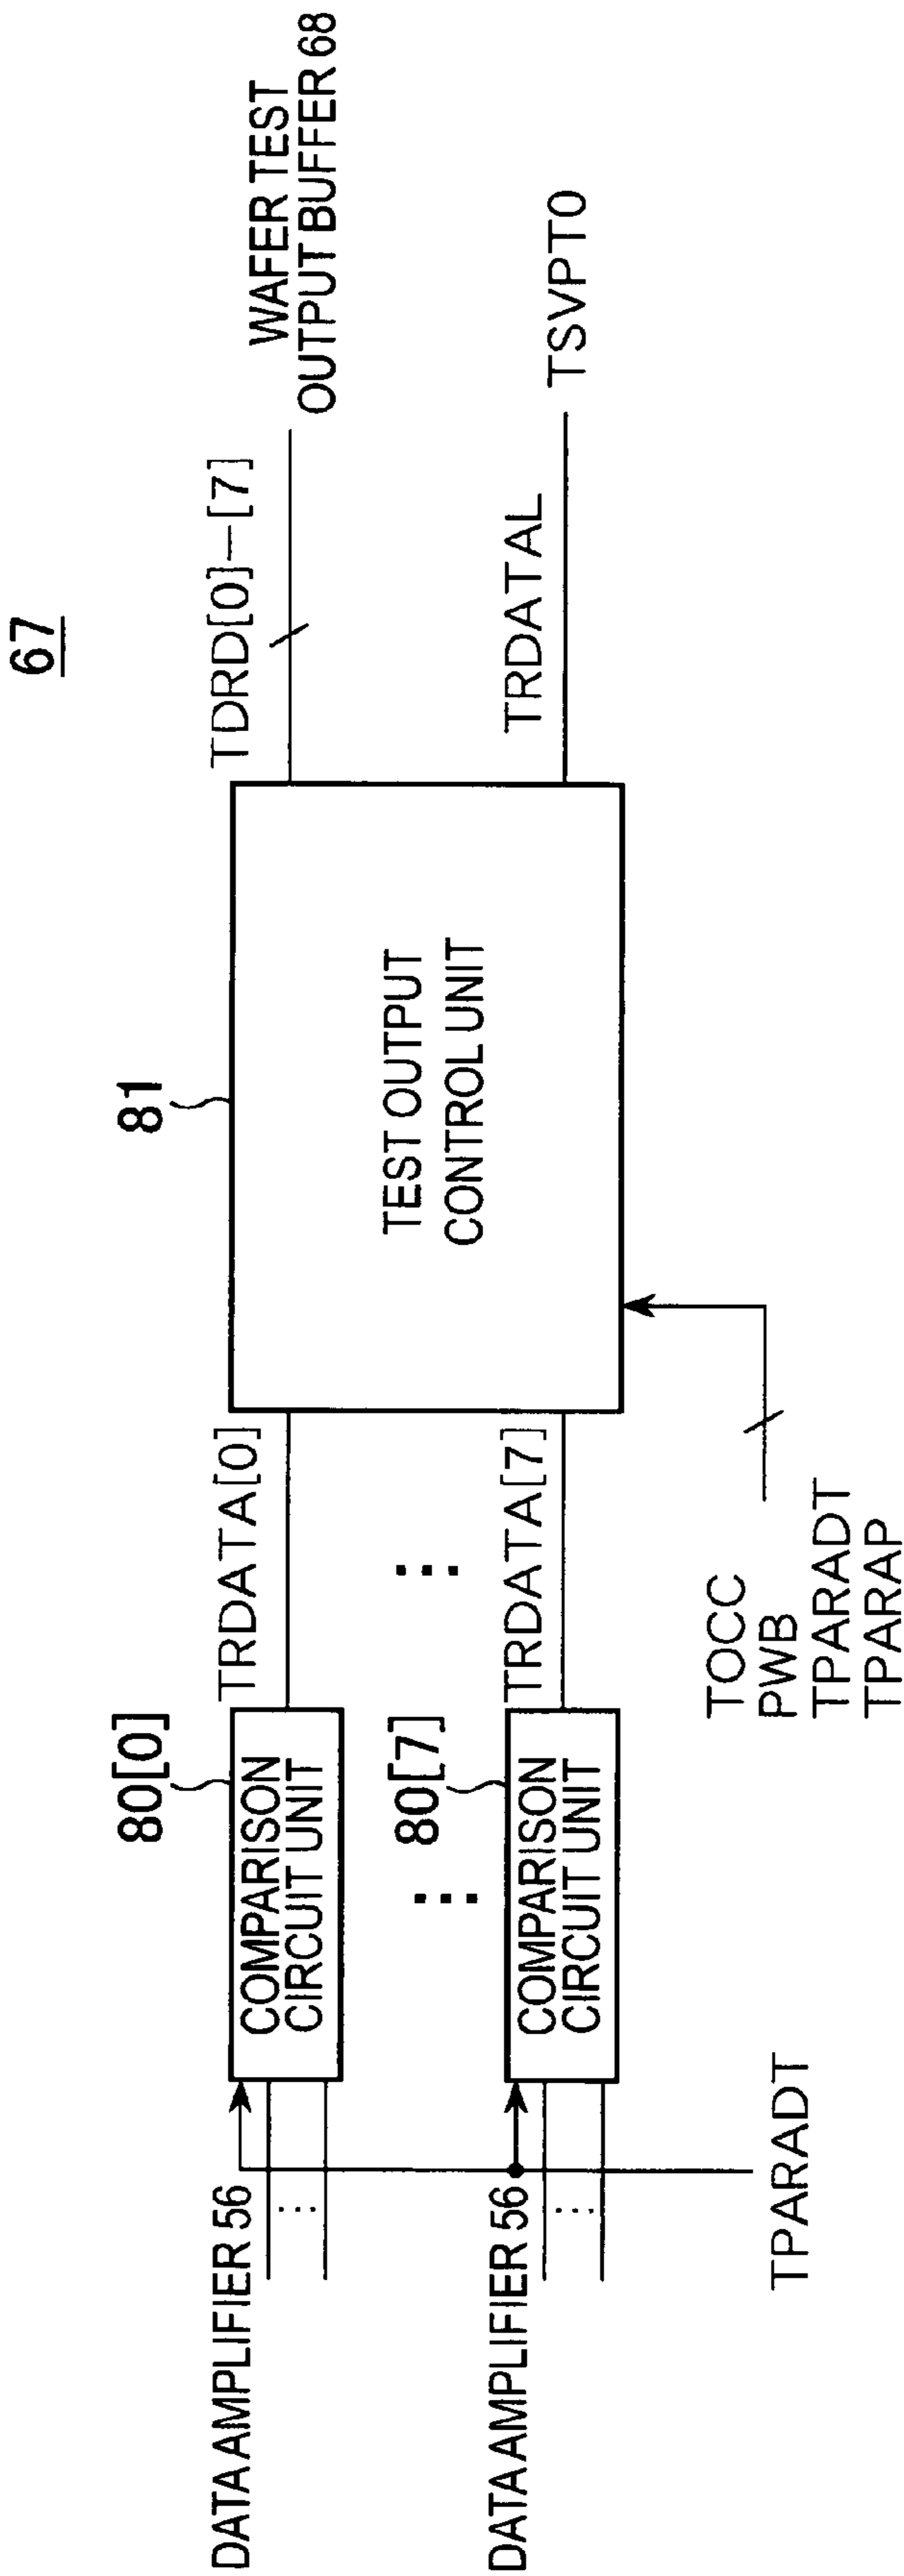 67
DATA AMPLIFIER 56
80[0]
COMPARISON
CIRCUIT UNIT
TRDATA[0]
81
TEST OUTPUT
CONTROL UNIT
TDRD[0]-[7]
WAFER TEST
OUTPUT BUFFER 68
DATA AMPLIFIER 56
80[7]
COMPARISON
CIRCUIT UNIT
TRDATA[7]
TRDATAL
TSVPT0
TPARADT
TOCC
PWB
TPARADT
TPARAP